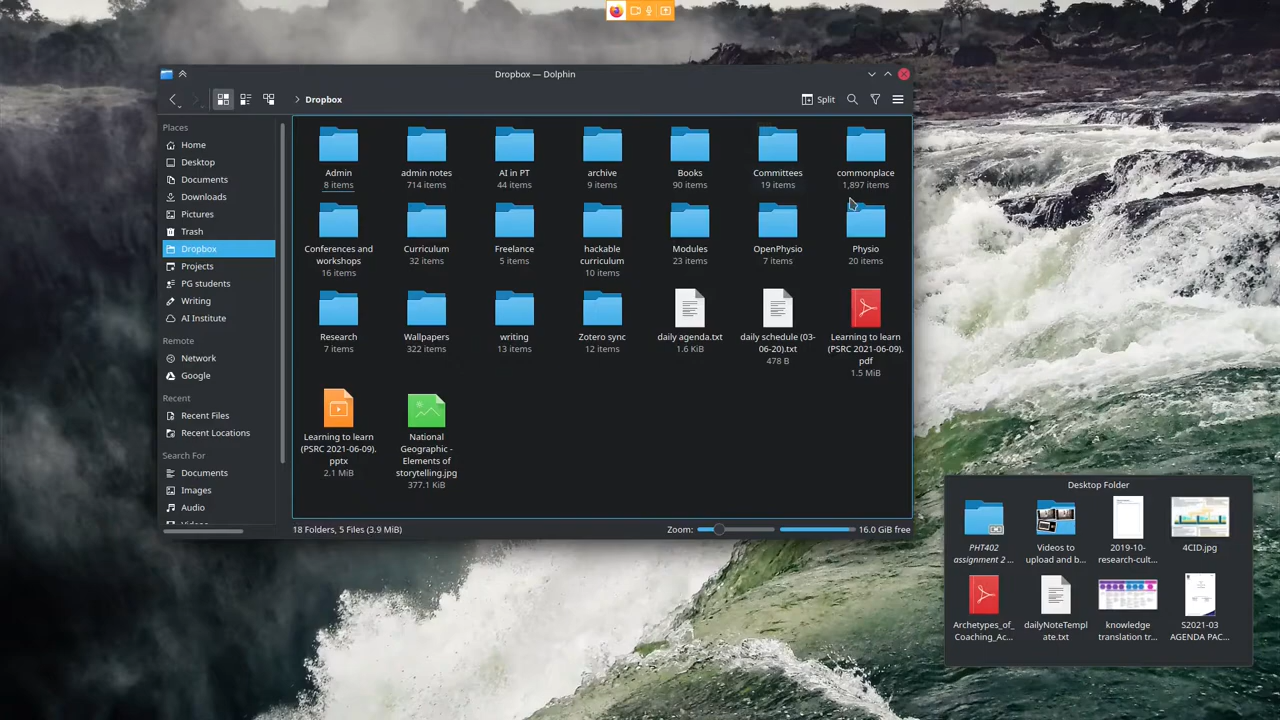 Dropbox — Dolphin
Dropbox
Split
Places
Home
Desktop
Documents
Downloads
Pictures
Trash
Dropbox
Projects
PG students
Writing
AI Institute
Remote
Network
Google
Recent
Recent Files
Recent Locations
Search For
Documents
Images
Audio
Admin
8 items
admin notes
714 items
AI in PT
44 items
archive
9 items
Books
90 items
Committees
19 items
commonplace
1,897 items
Conferences and
workshops
16 items
Curriculum
32 items
Freelance
5 items
hackable
curriculum
10 items
Modules
23 items
OpenPhysio
7 items
Physio
20 items
Research
7 items
Wallpapers
322 items
writing
13 items
Zotero sync
12 items
daily agenda.txt
1.6 KiB
daily schedule (03-
06-20).txt
478 B
Learning to learn
(PSRC 2021-06-09).
pdf
1.5 MiB
Learning to learn
(PSRC 2021-06-09).
pptx
2.1 MiB
National
Geographic -
Elements of
storytelling.jpg
377.1 KiB
18 Folders, 5 Files (3.9 MiB)
Zoom:
16.0 GiB free
Desktop Folder
PHT402
assignment 2 ...
Videos to
upload and b...
2019-10-
research-cult...
4CID.jpg
Archetypes_of_
Coaching_Ac...
dailyNoteTempl
ate.txt
knowledge
translation tr...
S2021-03
AGENDA PAC...